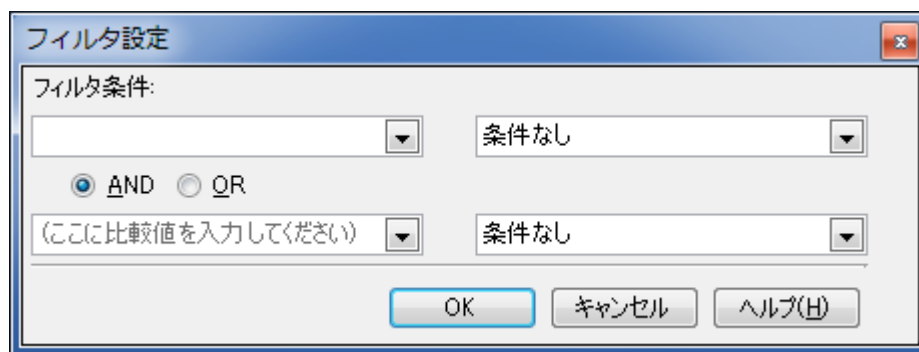 フィルタ設定
フィルタ条件:
条件なし
AND OR
(ここに比較値を入力してください) 条件なし
OK キャンセル ヘルプ(H)